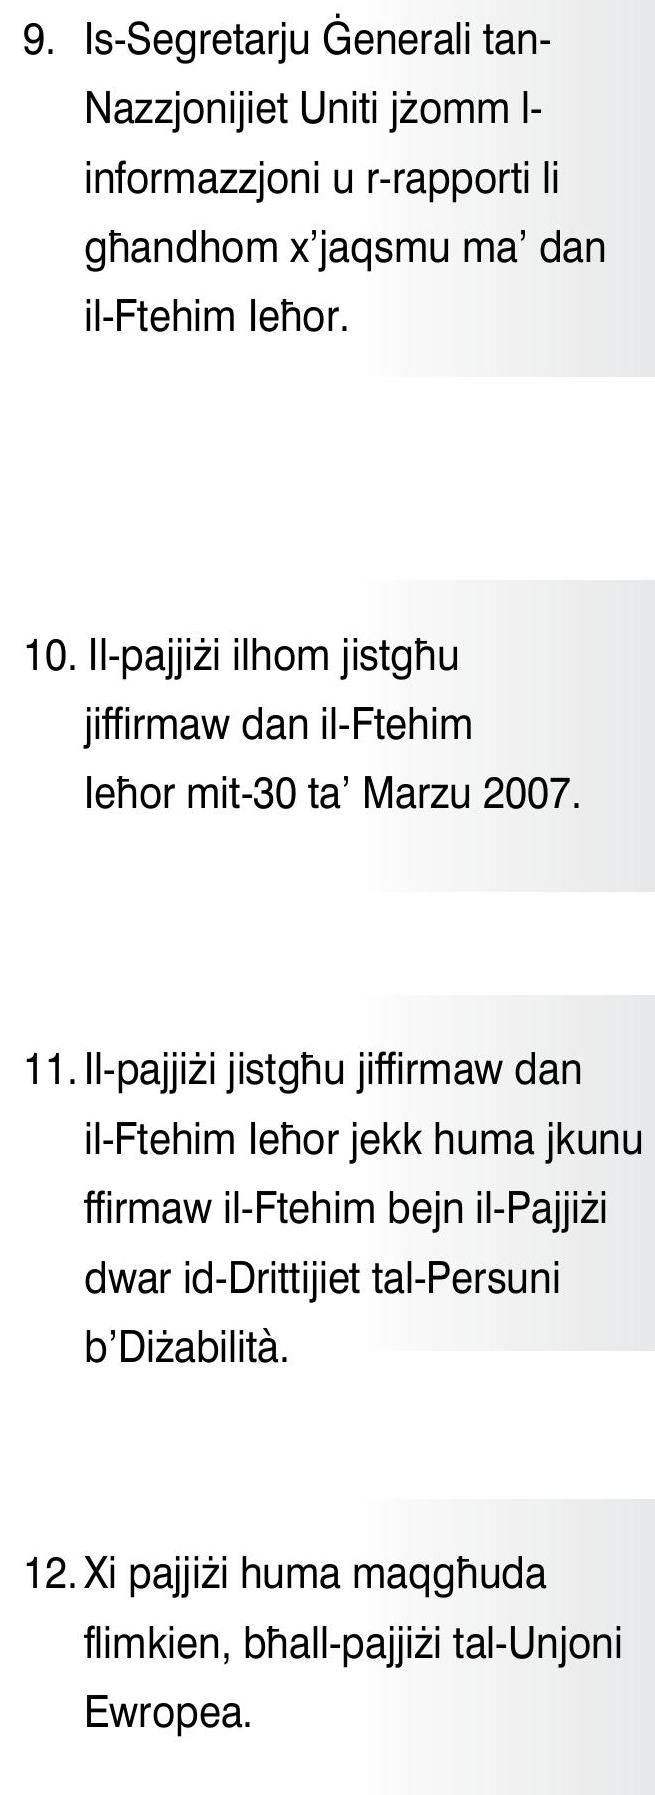 9. Is-Segretarju Ġenerali tan-
Nazzjonijiet Uniti jżomm l-
informazzjoni u r-rapporti li
għandhom x’jaqsmu ma’ dan
il-Ftehim Ieħor.
10. Il-pajjiżi ilhom jistgħu
jiffirmaw dan il-Ftehim
Ieħor mit-30 ta’ Marzu 2007.
11. Il-pajjiżi jistgħu jiffirmaw dan
il-Ftehim Ieħor jekk huma jkunu
ffirmaw il-Ftehim bejn il-Pajjiżi
dwar id-Drittijiet tal-Persuni
b’Diżabilità.
12. Xi pajjiżi huma maqgħuda
flimkien, bħall-pajjiżi tal-Unjoni
Ewropea.